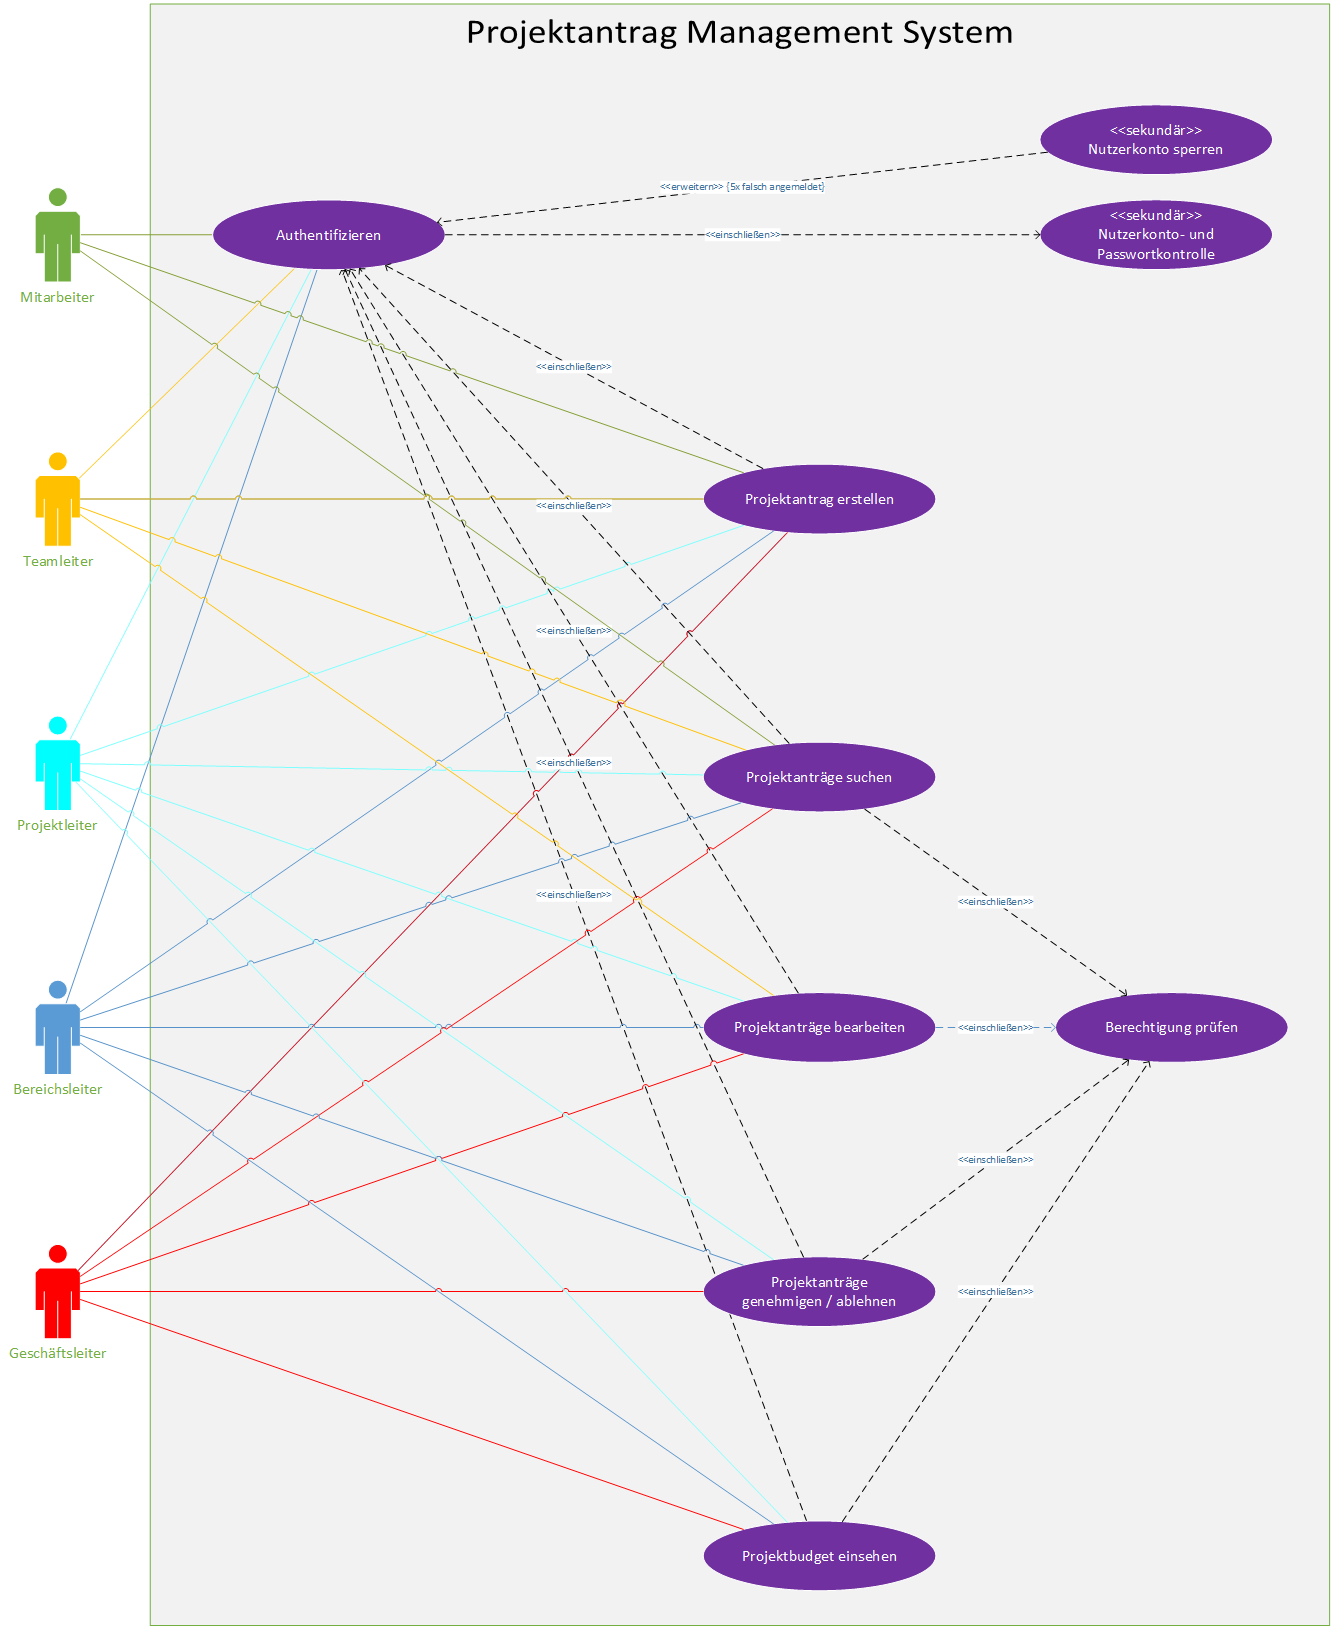 Projektantrag Management System
<<sekundär>>
Nutzerkonto sperren
<<erweitern>> {5x falsch angemeldet}
Authentifizieren
<<einschließen>>
<<sekundär>>
Nutzerkonto- und
Passwortkontrolle
Mitarbeiter
<<einschließen>>
Projektantrag erstellen
<<einschließen>>
Teamleiter
<<einschließen>>
<<einschließen>>
Projektanträge suchen
Projektleiter
<<einschließen>>
<<einschließen>>
Projektanträge bearbeiten
<<einschließen>>
Berechtigung prüfen
Bereichsleiter
<<einschließen>>
Projektanträge
genehmigen / ablehnen
<<einschließen>>
Geschäftsleiter
Projektbudget einsehen